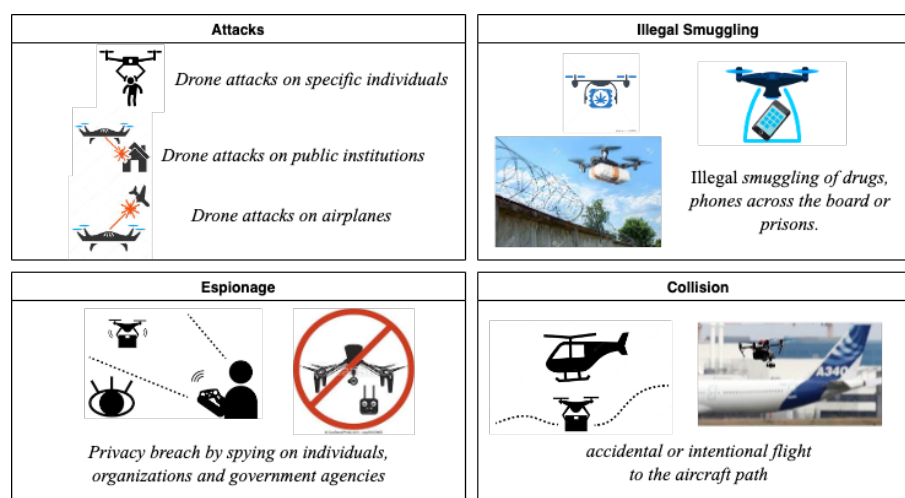 Attacks
Drone attacks on specific individuals
Drone attacks on public institutions
Drone attacks on airplanes
Illegal Smuggling
Illegal smuggling of drugs,
phones across the board or
prisons.
Espionage
Privacy breach by spying on individuals,
organizations and government agencies
Collision
A340
accidental or intentional flight
to the aircraft path